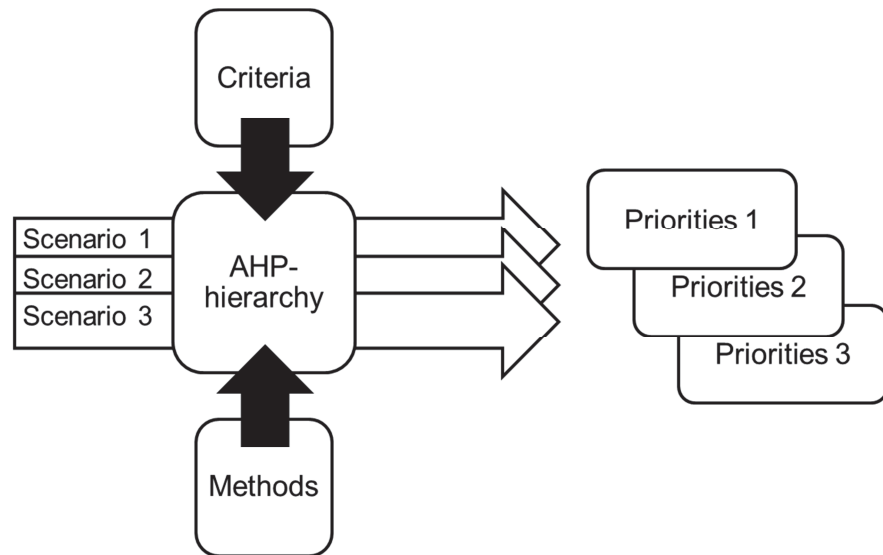 Criteria
Scenario 1
Scenario 2
Scenario 3
AHP-
hierarchy
Priorities 1
Priorities 2
Priorities 3
Methods